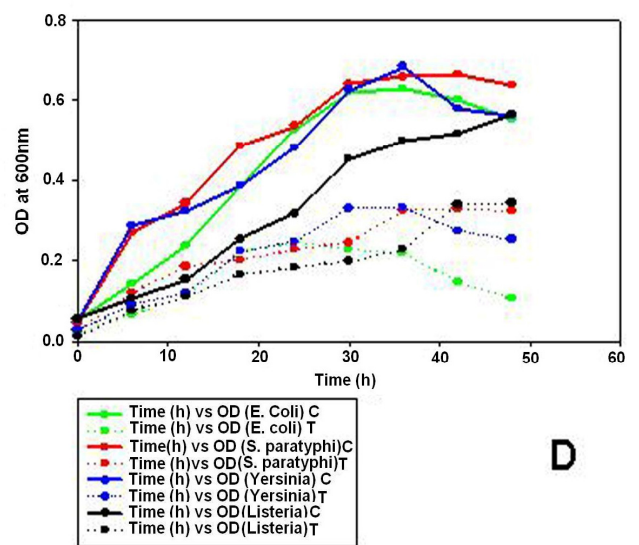 0.8
0.6
0.4
0.2
0.0
OD at 600nm
0 10 20 30 40 50 60
Time (h)
Time (h) vs OD (E. Coli) C
Time (h) vs OD (E. coli) T
Time(h) vs OD (S. paratyphi)C
Time (h)vs OD(S. paratyphi)T
Time (h) vs OD (Yersinia) C
Time (h) vs OD (Yersinia)T
Time (h) vs OD(Listeria)C
Time (h) vs OD(Listeria)T
D